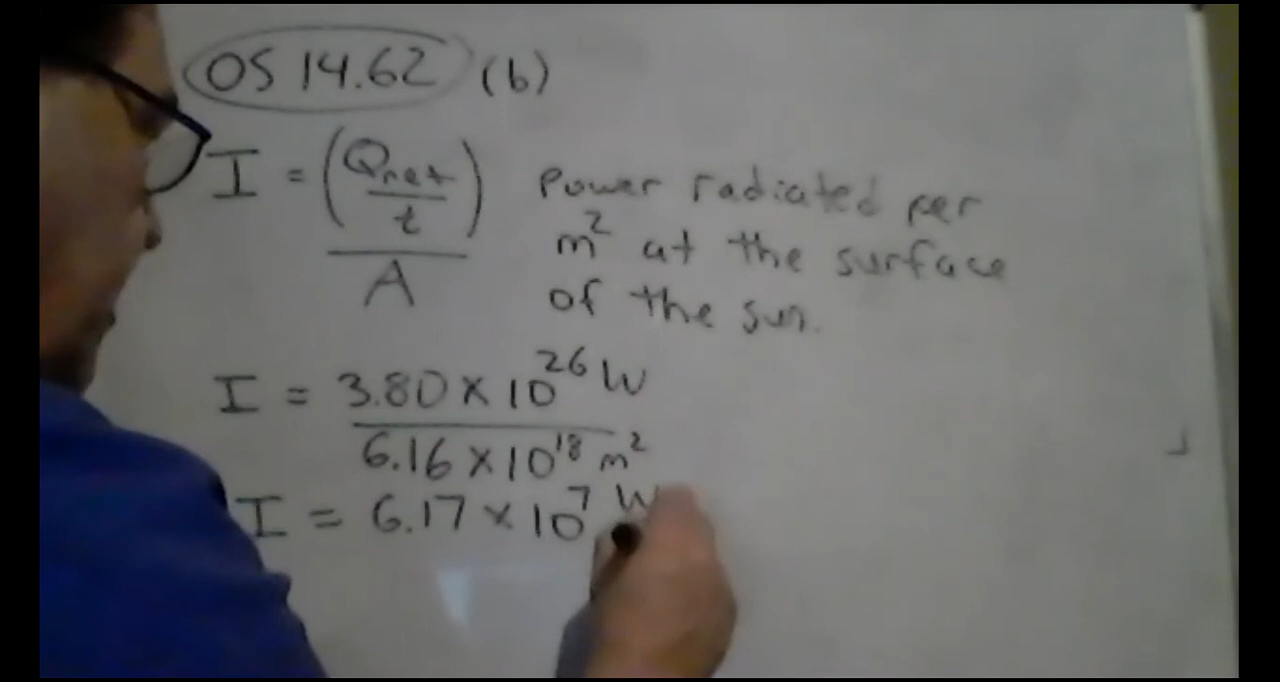 OS 14.62 (b)
I = (Qnet/t)/A
Power radiated per
m² at the surface
of the sun.
I = 3.80 × 10²⁶ W
6.16 × 10¹⁸ m²
I = 6.17 × 10⁷ W